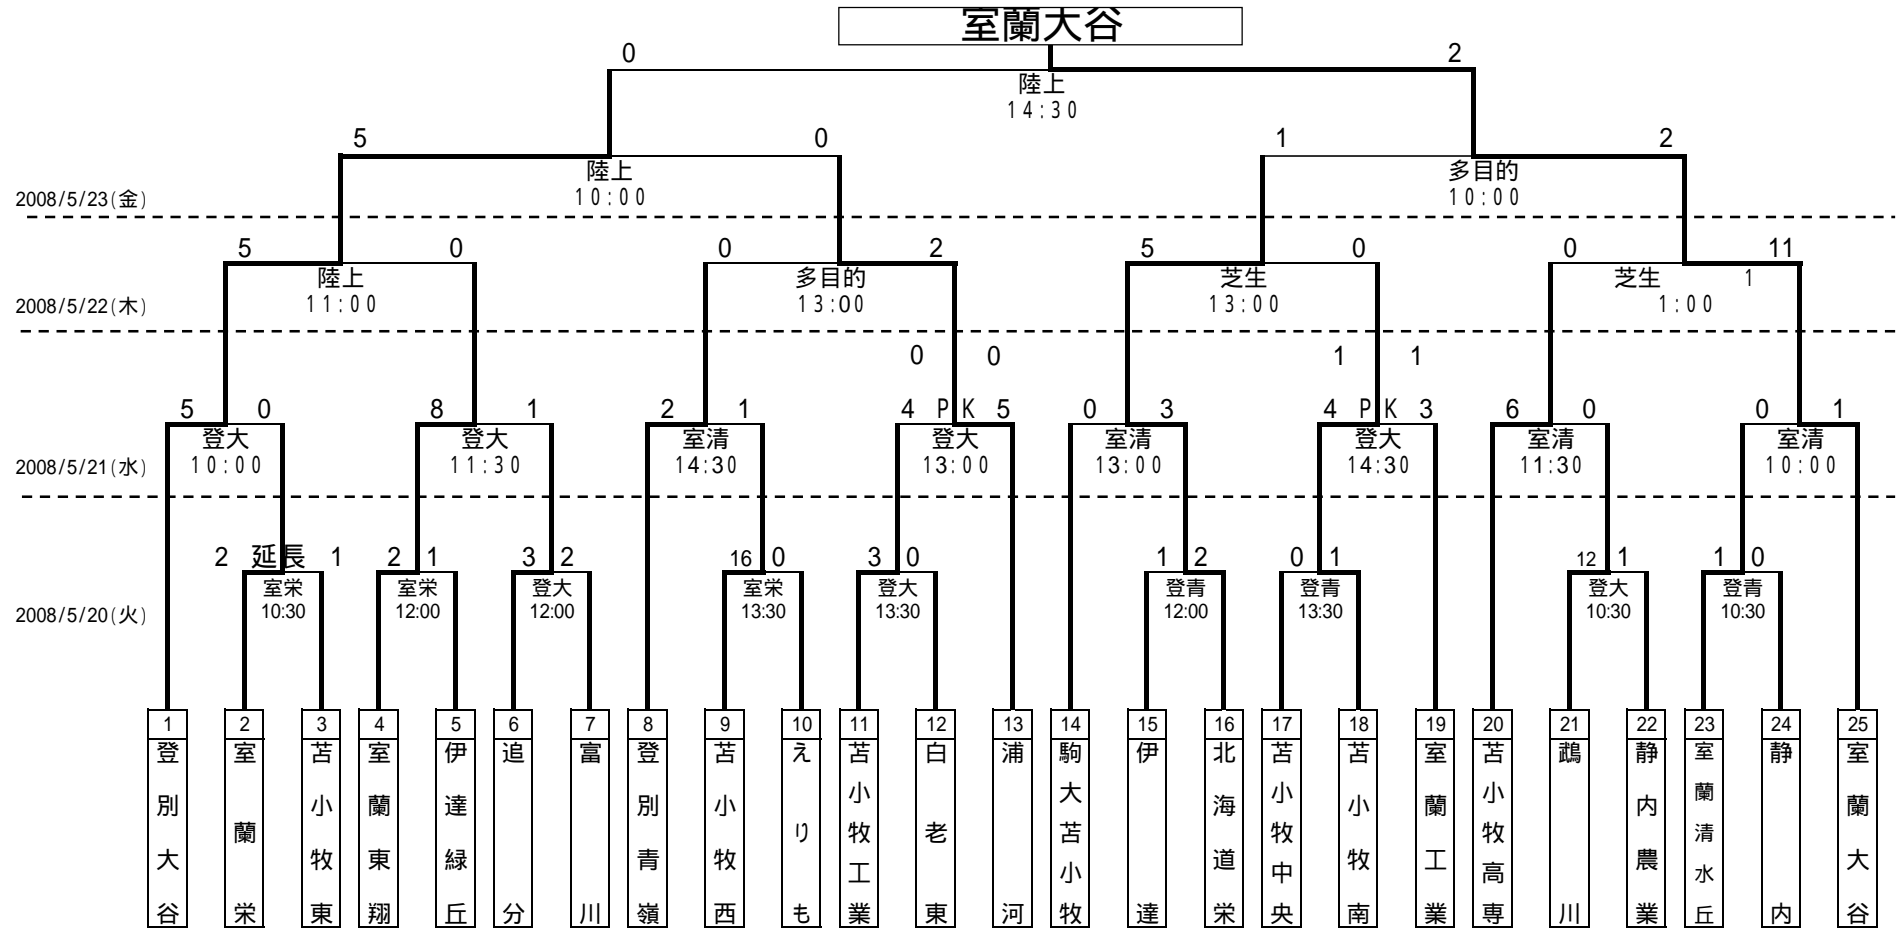 室蘭大谷
0 2
陸上
14:30
5 0 1 2
陸上 多目的
2008/5/23(金) 10:00 10:00
5 0 0 2 5 0 0 11
陸上 多目的 芝生 芝生 1
2008/5/22(木) 11:00 13:00 13:00 1:00
0 0 1 1
5 0 8 1 2 1 4 PK 5 0 3 4 PK 3 6 0 0 1
登大 登大 室清 登大 室清 登大 室清 室清
2008/5/21(水) 10:00 11:30 14:30 13:00 13:00 14:30 11:30 10:00
2 延長 1 2 1 3 2 16 0 3 0 1 2 0 1 12 1 1 0
室栄 室栄 登大 室栄 登大 登青 登青 登大 登青
2008/5/20(火) 10:30 12:00 12:00 13:30 13:30 12:00 13:30 10:30 10:30
1 2 3 4 5 6 7 8 9 10 11 12 13 14 15 16 17 18 19 20 21 22 23 24 25
登別大谷
室蘭栄
苫小牧東
室蘭東翔
伊達緑丘
追分
富川
登別青嶺
苫小牧西
えりも
苫小牧工業
白老東
浦河
駒大苫小牧
伊達
北海道栄
苫小牧中央
苫小牧南
室蘭工業
苫小牧高専
鵡川
静内農業
室蘭清水丘
静内
室蘭大谷